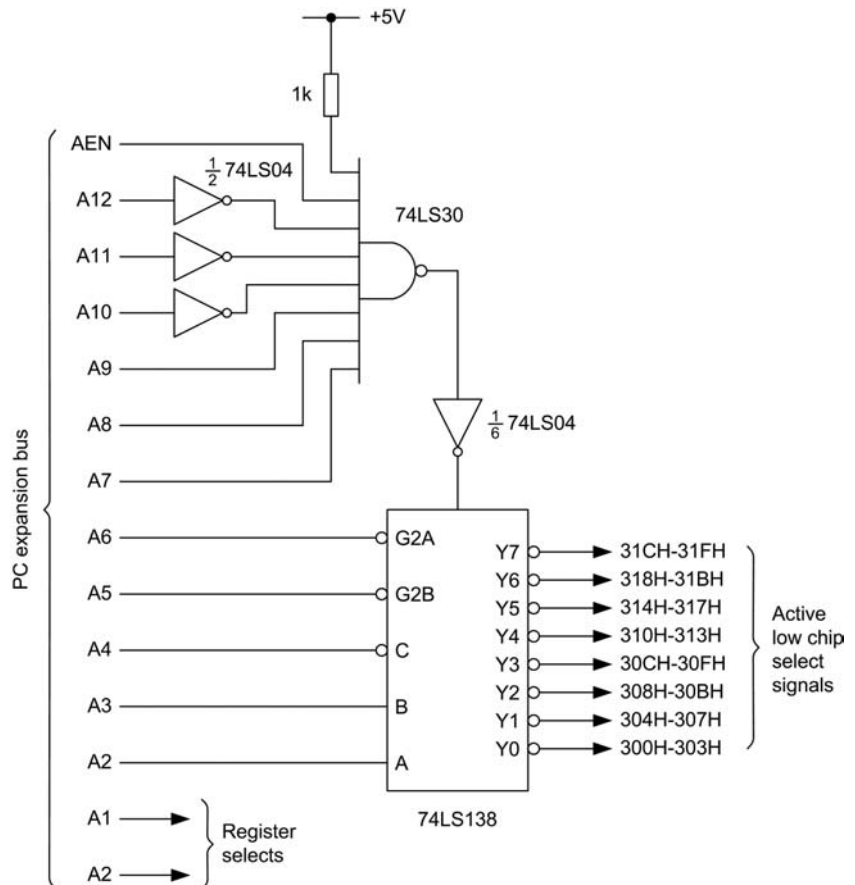 +5V
1k
AEN
1/2 74LS04
A12
74LS30
A11
A10
A9
A8
1/6 74LS04
A7
PC expansion bus
A6
G2A
Y7
31CH-31FH
Y6
318H-31BH
A5
G2B
Y5
314H-317H
Y4
310H-313H
A4
C
Y3
30CH-30FH
Y2
308H-30BH
A3
B
Y1
304H-307H
A2
A
Y0
300H-303H
Active
low chip
select
signals
74LS138
A1
A2
Register
selects